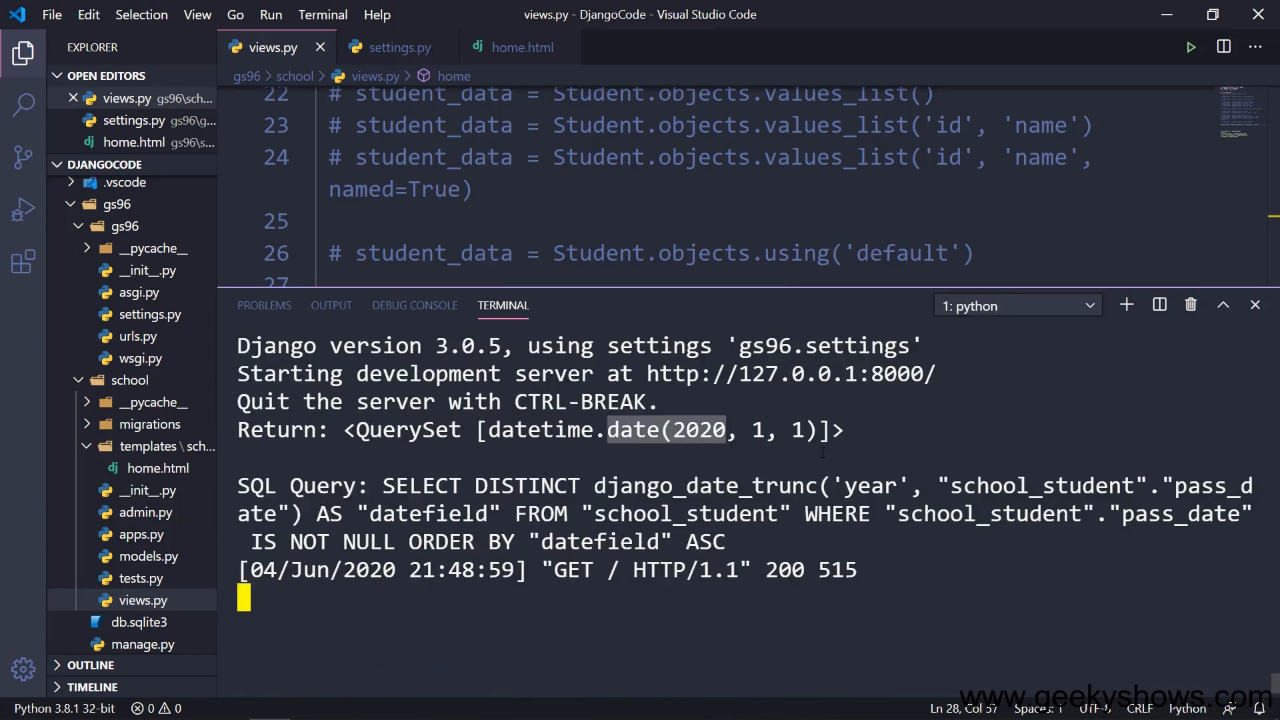 File Edit Selection View Go Run Terminal Help views.py - DjangoCode - Visual Studio Code
EXPLORER
OPEN EDITORS
views.py gs96\sc...
settings.py gs96\g...
home.html gs96\s...
DJANGOCODE
.vscode
gs96
gs96
__pycache__
__init__.py
asgi.py
settings.py
urls.py
wsgi.py
school
__pycache__
migrations
templates \ sc...
home.html
__init__.py
admin.py
apps.py
models.py
tests.py
views.py
db.sqlite3
manage.py
OUTLINE
TIMELINE
views.py settings.py home.html
gs96 school views.py home
22 # student_data = Student.objects.values_list()
23 # student_data = Student.objects.values_list('id', 'name')
24 # student_data = Student.objects.values_list('id', 'name',
named=True)
25
26 # student_data = Student.objects.using('default')
27
PROBLEMS OUTPUT DEBUG CONSOLE TERMINAL 1: python
Django version 3.0.5, using settings 'gs96.settings'
Starting development server at http://127.0.0.1:8000/
Quit the server with CTRL-BREAK.
Return: <QuerySet [datetime.date(2020, 1, 1)]>
SQL Query: SELECT DISTINCT django_date_trunc('year', "school_student"."pass_d
ate") AS "datefield" FROM "school_student" WHERE "school_student"."pass_date"
IS NOT NULL ORDER BY "datefield" ASC
[04/Jun/2020 21:48:59] "GET / HTTP/1.1" 200 515
www.geekyshows.com
Python 3.8.1 32-bit 0 0 Ln 28, Col 57 Spaces: 1 UTF-8 CRLF Python